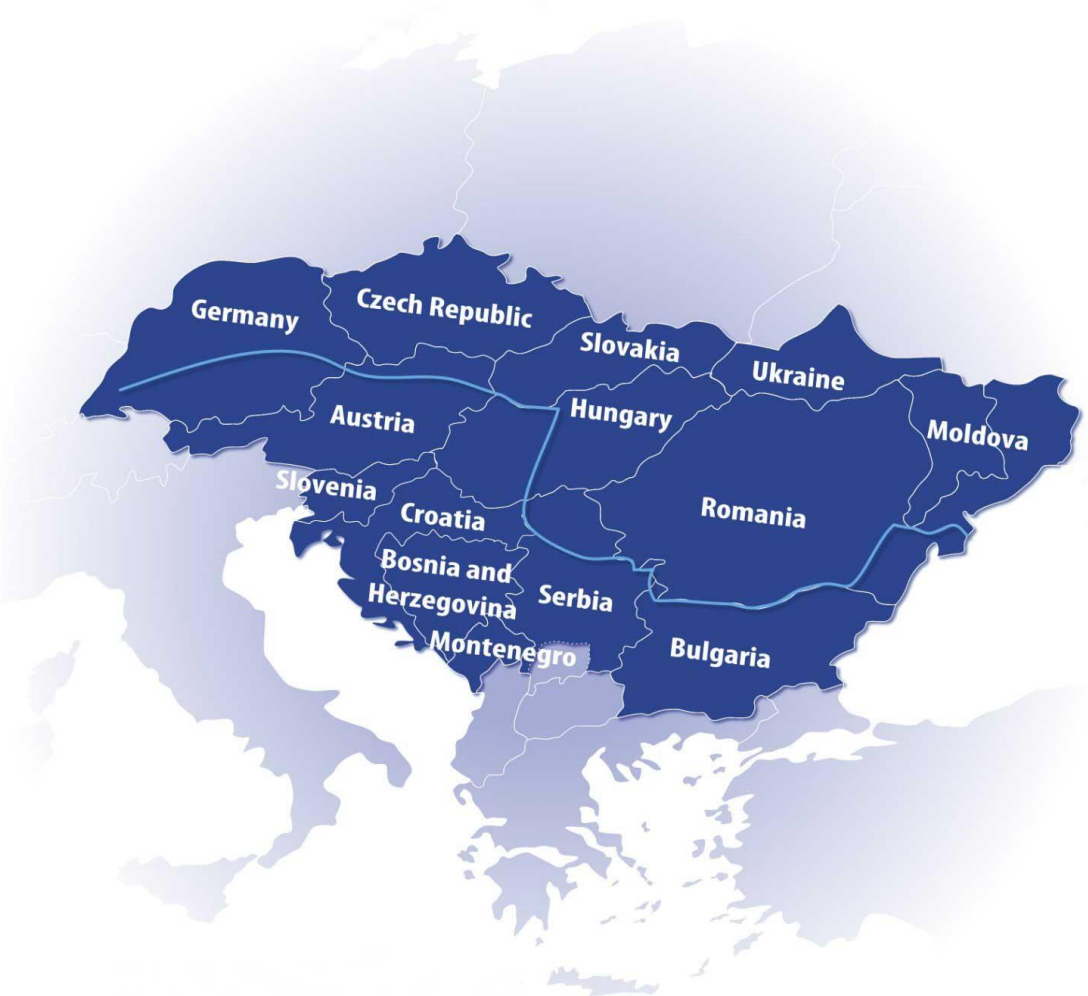 Germany
Czech Republic
Slovakia
Ukraine
Austria
Hungary
Moldova
Slovenia
Croatia
Romania
Bosnia and
Herzegovina
Serbia
Montenegro
Bulgaria